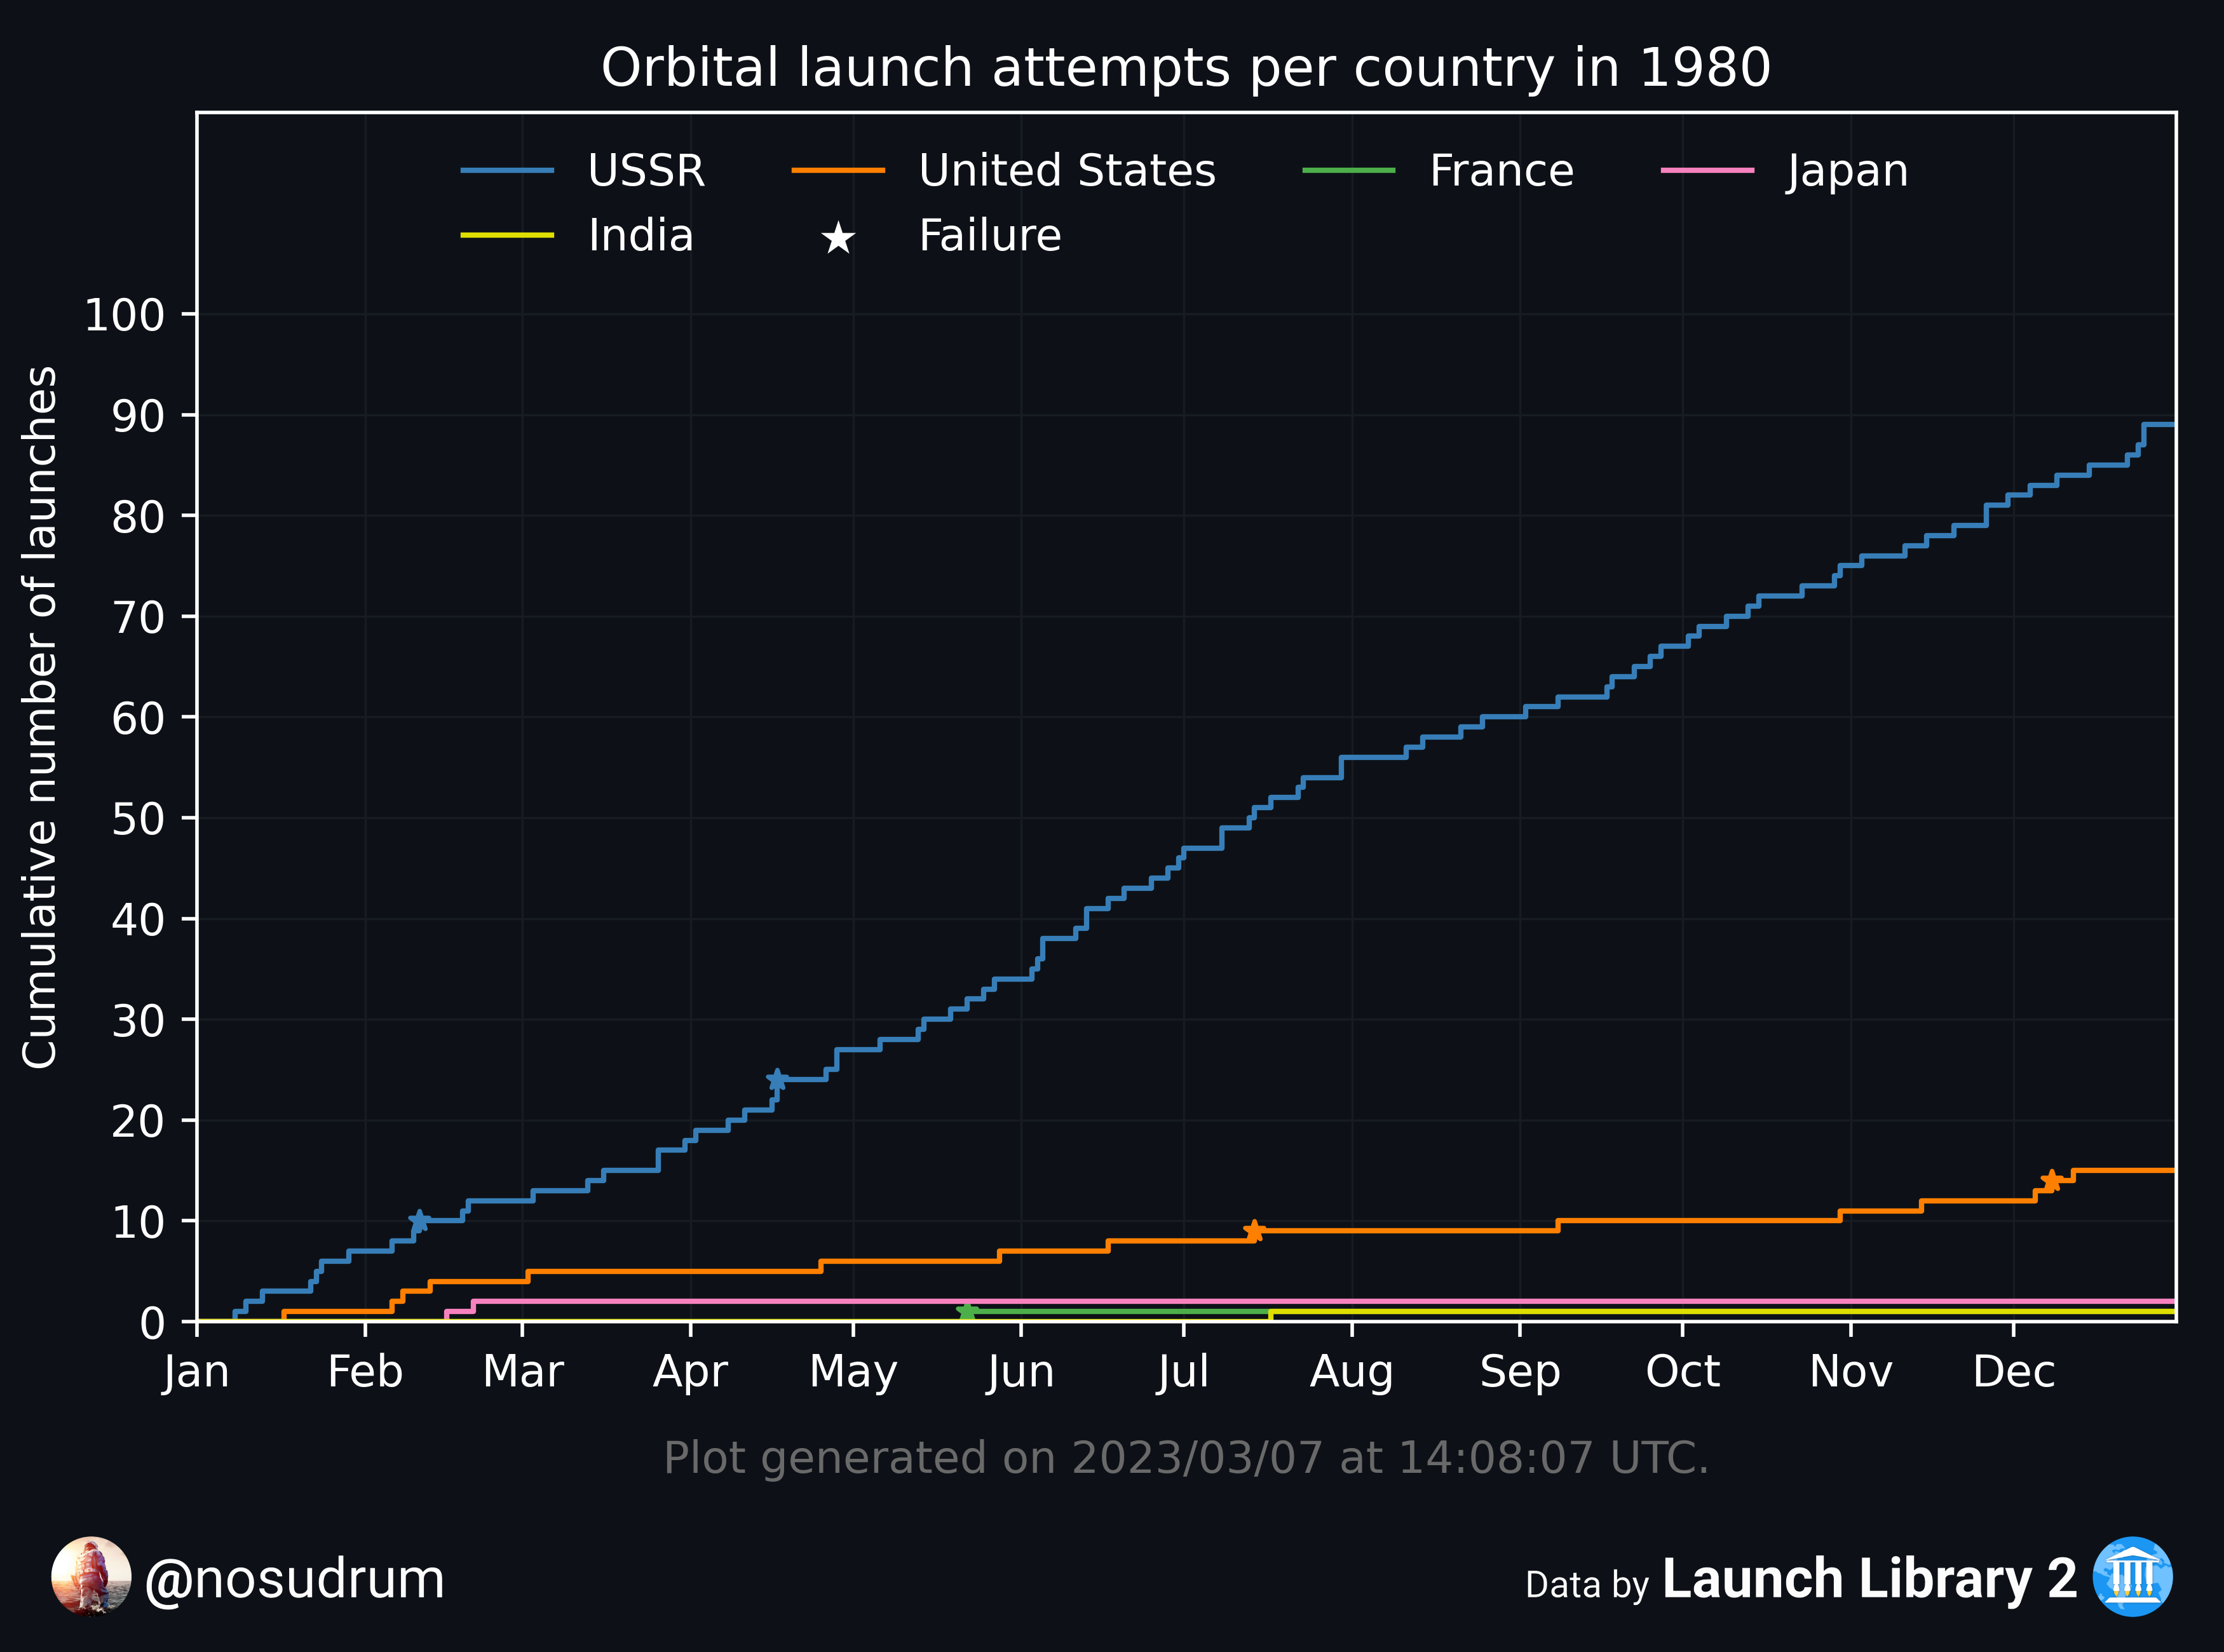 Orbital launch attempts per country in 1980
USSR United States France Japan
India Failure
Cumulative number of launches
100
90
80
70
60
50
40
30
20
10
0
Jan Feb Mar Apr May Jun Jul Aug Sep Oct Nov Dec
Plot generated on 2023/03/07 at 14:08:07 UTC.
@nosudrum
Data by Launch Library 2